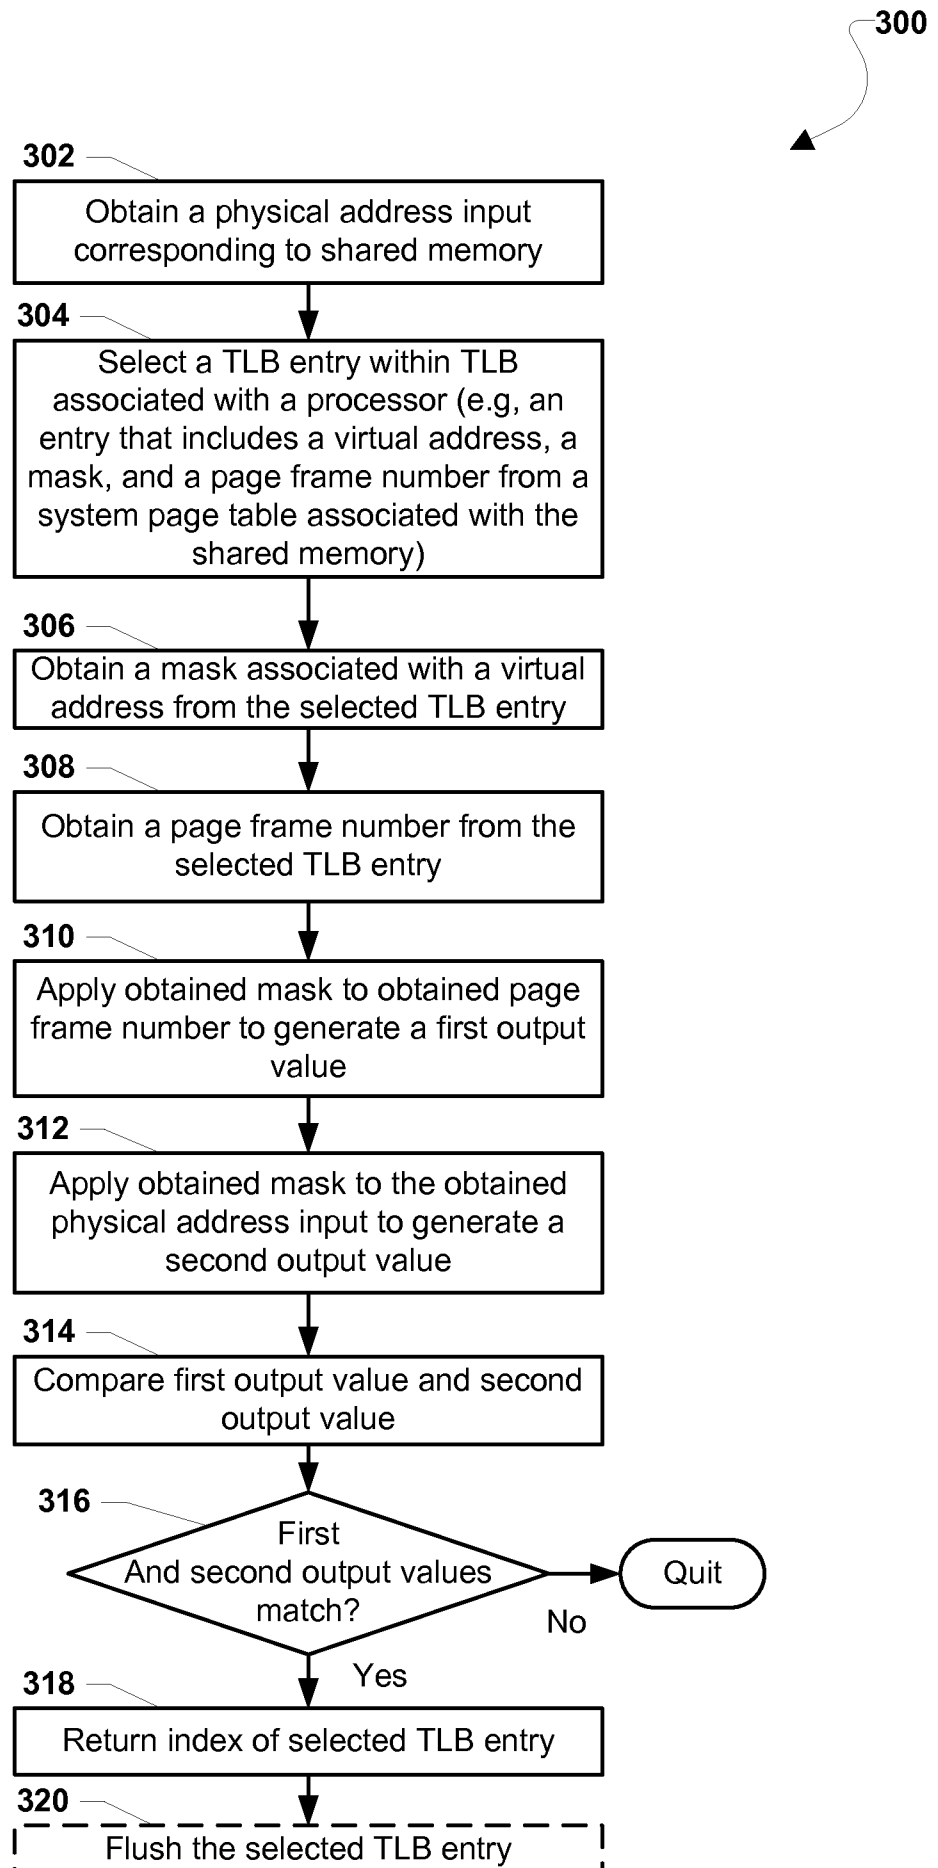 300
302
Obtain a physical address input
corresponding to shared memory
304
Select a TLB entry within TLB
associated with a processor (e.g, an
entry that includes a virtual address, a
mask, and a page frame number from a
system page table associated with the
shared memory)
306
Obtain a mask associated with a virtual
address from the selected TLB entry
308
Obtain a page frame number from the
selected TLB entry
310
Apply obtained mask to obtained page
frame number to generate a first output
value
312
Apply obtained mask to the obtained
physical address input to generate a
second output value
314
Compare first output value and second
output value
316
First
And second output values
match?
Quit
No
Yes
318
Return index of selected TLB entry
320
Flush the selected TLB entry